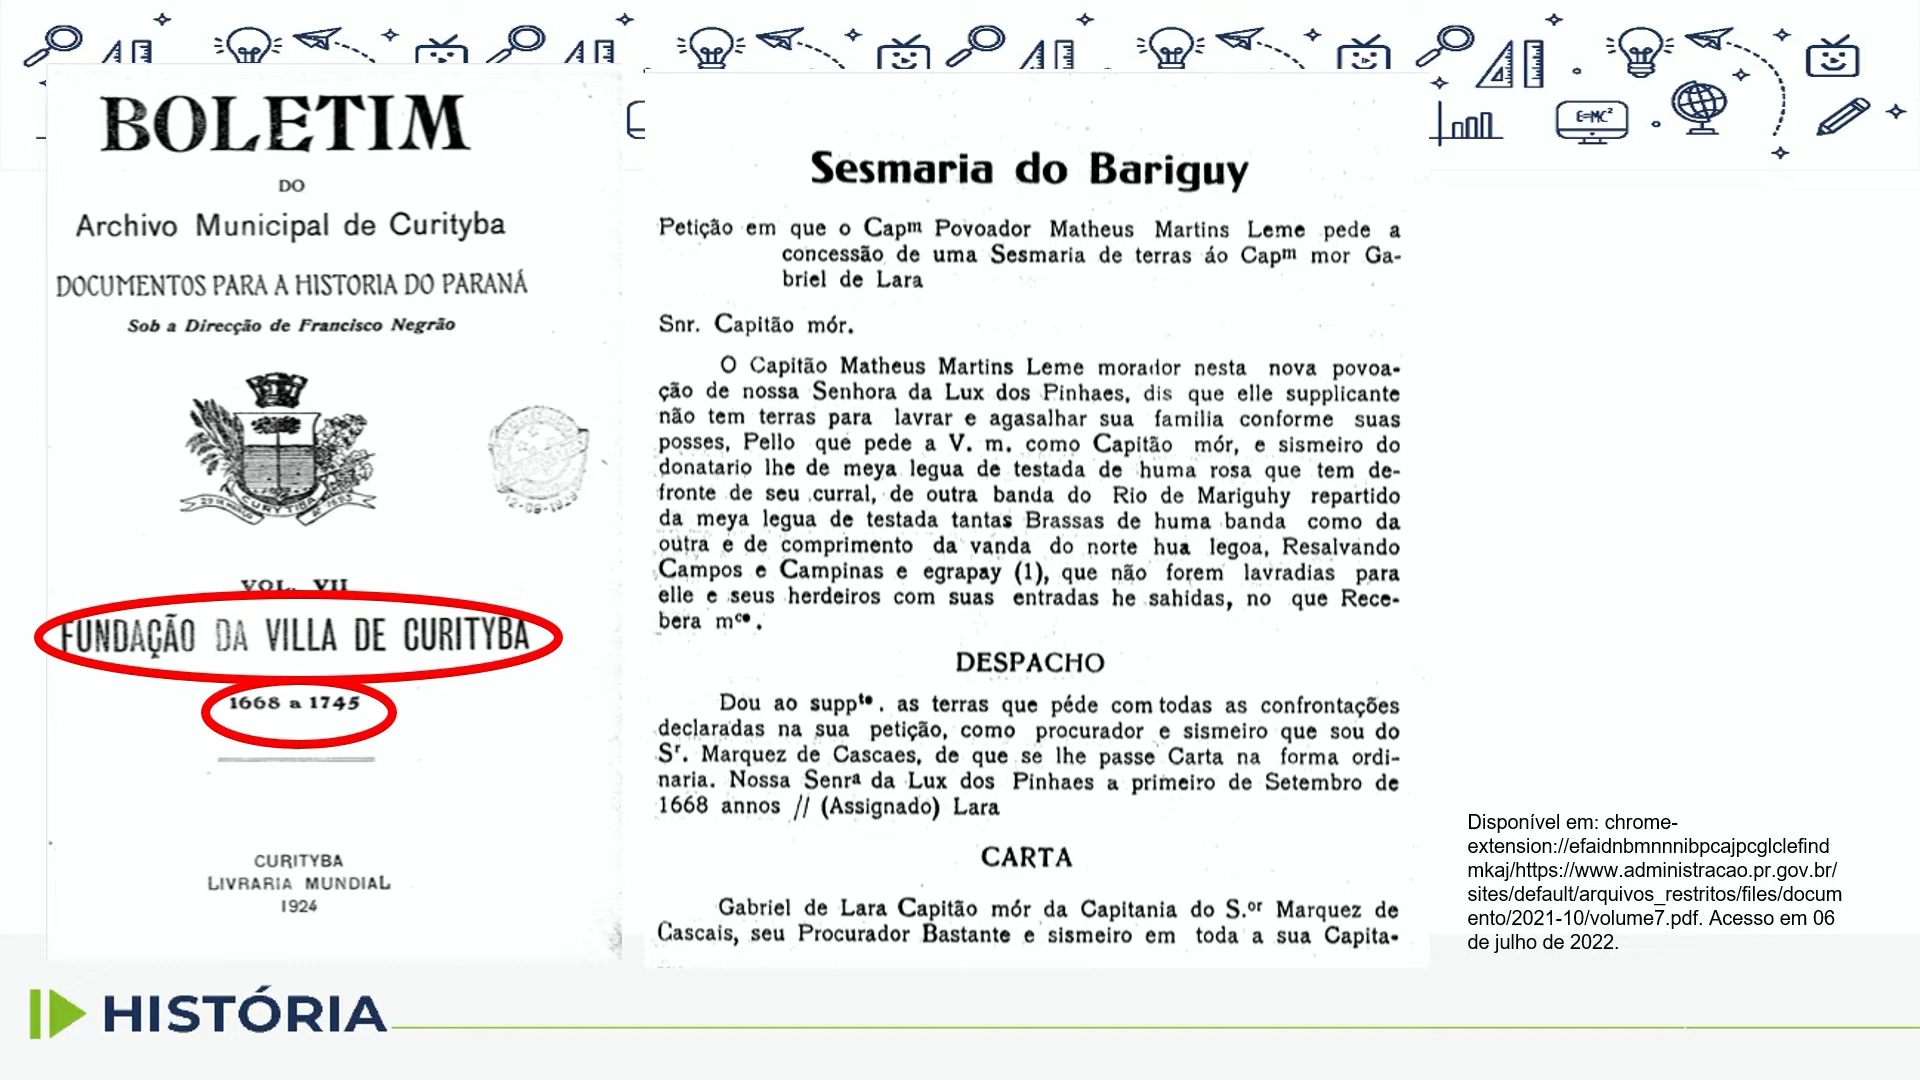 BOLETIM
DO
Archivo Municipal de Curityba
DOCUMENTOS PARA A HISTORIA DO PARANÁ
Sob a Direcção de Francisco Negrão
CURYTIBA
VOL. VII
FUNDAÇÃO DA VILLA DE CURITYBA
1668 a 1745
CURITYBA
LIVRARIA MUNDIAL
1924
Sesmaria do Bariguy
Petição em que o Capm Povoador Matheus Martins Leme pede a
concessão de uma Sesmaria de terras áo Capm mor Ga-
briel de Lara
Snr. Capitão mór.
O Capitão Matheus Martins Leme morador nesta nova povoa-
ção de nossa Senhora da Lux dos Pinhaes, dis que elle supplicante
não tem terras para lavrar e agasalhar sua familia conforme suas
posses, Pello que pede a V. m. como Capitão mór, e sismeiro do
donatario lhe de meya legua de testada de huma rosa que tem de-
fronte de seu curral, de outra banda do Rio de Mariguhy repartido
da meya legua de testada tantas Brassas de huma banda como da
outra e de comprimento da vanda do norte hua legoa, Resalvando
Campos e Campinas e egrapay (1), que não forem lavradias para
elle e seus herdeiros com suas entradas he sahidas, no que Rece-
bera mce.
DESPACHO
Dou ao suppte. as terras que péde com todas as confrontações
declaradas na sua petição, como procurador e sismeiro que sou do
Sr. Marquez de Cascaes, de que se lhe passe Carta na forma ordi-
naria. Nossa Senra da Lux dos Pinhaes a primeiro de Setembro de
1668 annos // (Assignado) Lara
CARTA
Gabriel de Lara Capitão mór da Capitania do S.or Marquez de
Cascais, seu Procurador Bastante e sismeiro em toda a sua Capita-
E=MC²
Disponível em: chrome-
extension://efaidnbmnnnibpcajpcglclefind
mkaj/https://www.administracao.pr.gov.br/
sites/default/arquivos_restritos/files/docum
ento/2021-10/volume7.pdf. Acesso em 06
de julho de 2022.
HISTÓRIA